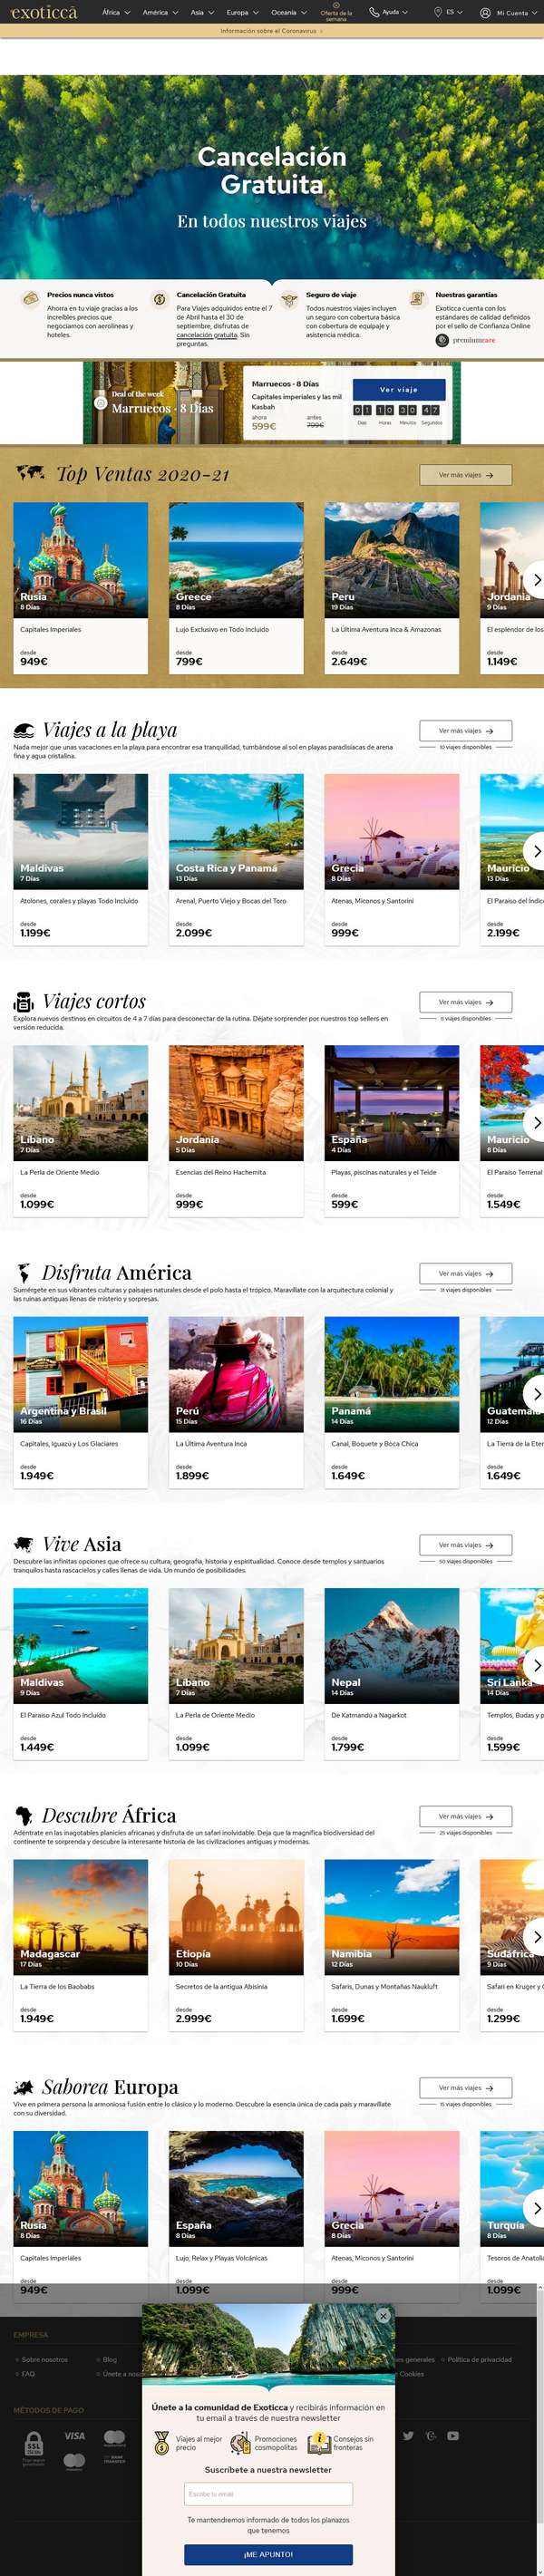 exoticca
África
América
Asia
Europa
Oceanía
Oferta de la
semana
Ayuda
ES
Mi Cuenta
Información sobre el Coronavirus
Cancelación
Gratuita
En todos nuestros viajes
Precios nunca vistos
Ahorra en tu viaje gracias a los
increíbles precios que
negociamos con aerolíneas y
hoteles.
Cancelación Gratuita
Para Viajes adquiridos entre el 7
de Abril hasta el 30 de
septiembre, disfrutas de
cancelación gratuita. Sin
preguntas.
Seguro de viaje
Todos nuestros viajes incluyen
un seguro con cobertura básica
con cobertura de equipaje y
asistencia médica.
Nuestras garantías
Exoticca cuenta con los
estándares de calidad definidos
por el sello de Confianza Online
premiumcare
Deal of the week
Marruecos - 8 Días
Marruecos - 8 Días
Capitales imperiales y las mil
Kasbah
ahora
599€
antes
799€
Ver viaje
01 10 30 47
Días Horas Minutos Segundos
Top Ventas 2020-21
Ver más viajes
Rusia
8 Días
Capitales Imperiales
desde
949€
Greece
8 Días
Lujo Exclusivo en Todo Incluido
desde
799€
Peru
19 Días
La Última Aventura Inca & Amazonas
desde
2.649€
Jordania
9 Días
El esplendor de los
desde
1.149€
Viajes a la playa
Nada mejor que unas vacaciones en la playa para encontrar esa tranquilidad, tumbándose al sol en playas paradisíacas de arena
fina y agua cristalina.
Ver más viajes
10 viajes disponibles
Maldivas
7 Días
Atolones, corales y playas Todo Incluido
desde
1.199€
Costa Rica y Panamá
13 Días
Arenal, Puerto Viejo y Bocas del Toro
desde
2.099€
Grecia
8 Días
Atenas, Miconos y Santorini
desde
999€
Mauricio
13 Días
El Paraíso del Índic
desde
2.199€
Viajes cortos
Explora nuevos destinos en circuitos de 4 a 7 días para desconectar de la rutina. Déjate sorprender por nuestros top sellers en
versión reducida.
Ver más viajes
viajes disponibles
Líbano
7 Días
La Perla de Oriente Medio
desde
1.099€
Jordania
5 Días
Esencias del Reino Hachemita
desde
999€
España
4 Días
Playas, piscinas naturales y el Teide
desde
599€
Mauricio
8 Días
El Paraíso Terrenal
desde
1.549€
Disfruta América
Sumérgete en sus vibrantes culturas y paisajes naturales desde el polo hasta el trópico. Maravíllate con la arquitectura colonial y
las ruinas antiguas llenas de misterio y sorpresas.
Ver más viajes
31 viajes disponibles
Argentina y Brasil
16 Días
Capitales, Iguazú y Los Glaciares
desde
1.949€
Perú
15 Días
La Última Aventura Inca
desde
1.899€
Panamá
14 Días
Canal, Boquete y Boca Chica
desde
1.649€
Guatemala
12 Días
La Tierra de la Eter
desde
1.649€
Vive Asia
Descubre las infinitas opciones que ofrece su cultura, geografía, historia y espiritualidad. Conoce desde templos y santuarios
tranquilos hasta rascacielos y calles llenas de vida. Un mundo de posibilidades.
Ver más viajes
50 viajes disponibles
Maldivas
9 Días
El Paraíso Azul Todo Incluido
desde
1.449€
Líbano
7 Días
La Perla de Oriente Medio
desde
1.099€
Nepal
14 Días
De Katmandú a Nagarkot
desde
1.799€
Sri Lanka
14 Días
Templos, Budas y p
desde
1.599€
Descubre África
Adéntrate en las inagotables planicies africanas y disfruta de un safari inolvidable. Deja que la magnífica biodiversidad del
continente te sorprenda y descubre la interesante historia de las civilizaciones antiguas y modernas.
Ver más viajes
25 viajes disponibles
Madagascar
17 Días
La Tierra de los Baobabs
desde
1.949€
Etiopía
10 Días
Secretos de la antigua Abisinia
desde
2.999€
Namibia
12 Días
Safaris, Dunas y Montañas Naukluft
desde
1.699€
Sudáfrica
9 Días
Safari en Kruger y
desde
1.299€
Saborea Europa
Vive en primera persona la armoniosa fusión entre lo clásico y lo moderno. Descubre la esencia única de cada país y maravíllate
con su diversidad.
Ver más viajes
15 viajes disponibles
Rusia
8 Días
Capitales Imperiales
desde
949€
España
8 Días
Lujo, Relax y Playas Volcánicas
desde
1.099€
Grecia
8 Días
Atenas, Miconos y Santorini
desde
999€
Turquía
8 Días
Tesoros de Anatoli
desde
1.099€
EMPRESA
Sobre nosotros
Blog
generales
Política de privacidad
FAQ
Únete a
Cookies
MÉTODOS DE PAGO
SSL
VISA
Únete a la comunidad de Exoticca y recibirás información en
tu email a través de nuestra newsletter
Viajes al mejor
precio
Promociones
cosmopolitas
Consejos sin
fronteras
Suscríbete a nuestra newsletter
Escribe tu email
Te mantendremos informado de todos los planazos
que tenemos
¡ME APUNTO!